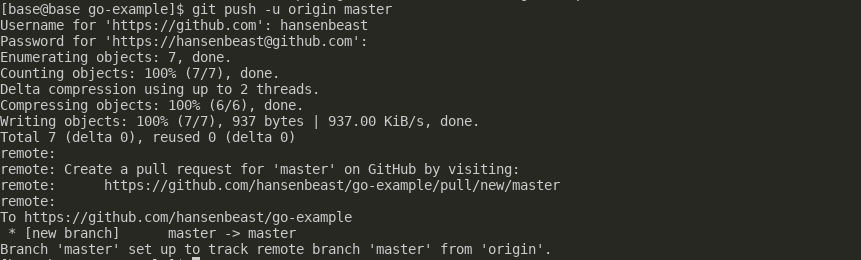 [base@base go-example]$ git push -u origin master
Username for 'https://github.com': hansenbeast
Password for 'https://hansenbeast@github.com':
Enumerating objects: 7, done.
Counting objects: 100% (7/7), done.
Delta compression using up to 2 threads.
Compressing objects: 100% (6/6), done.
Writing objects: 100% (7/7), 937 bytes | 937.00 KiB/s, done.
Total 7 (delta 0), reused 0 (delta 0)
remote:
remote: Create a pull request for 'master' on GitHub by visiting:
remote:      https://github.com/hansenbeast/go-example/pull/new/master
remote:
To https://github.com/hansenbeast/go-example
 * [new branch]      master -> master
Branch 'master' set up to track remote branch 'master' from 'origin'.